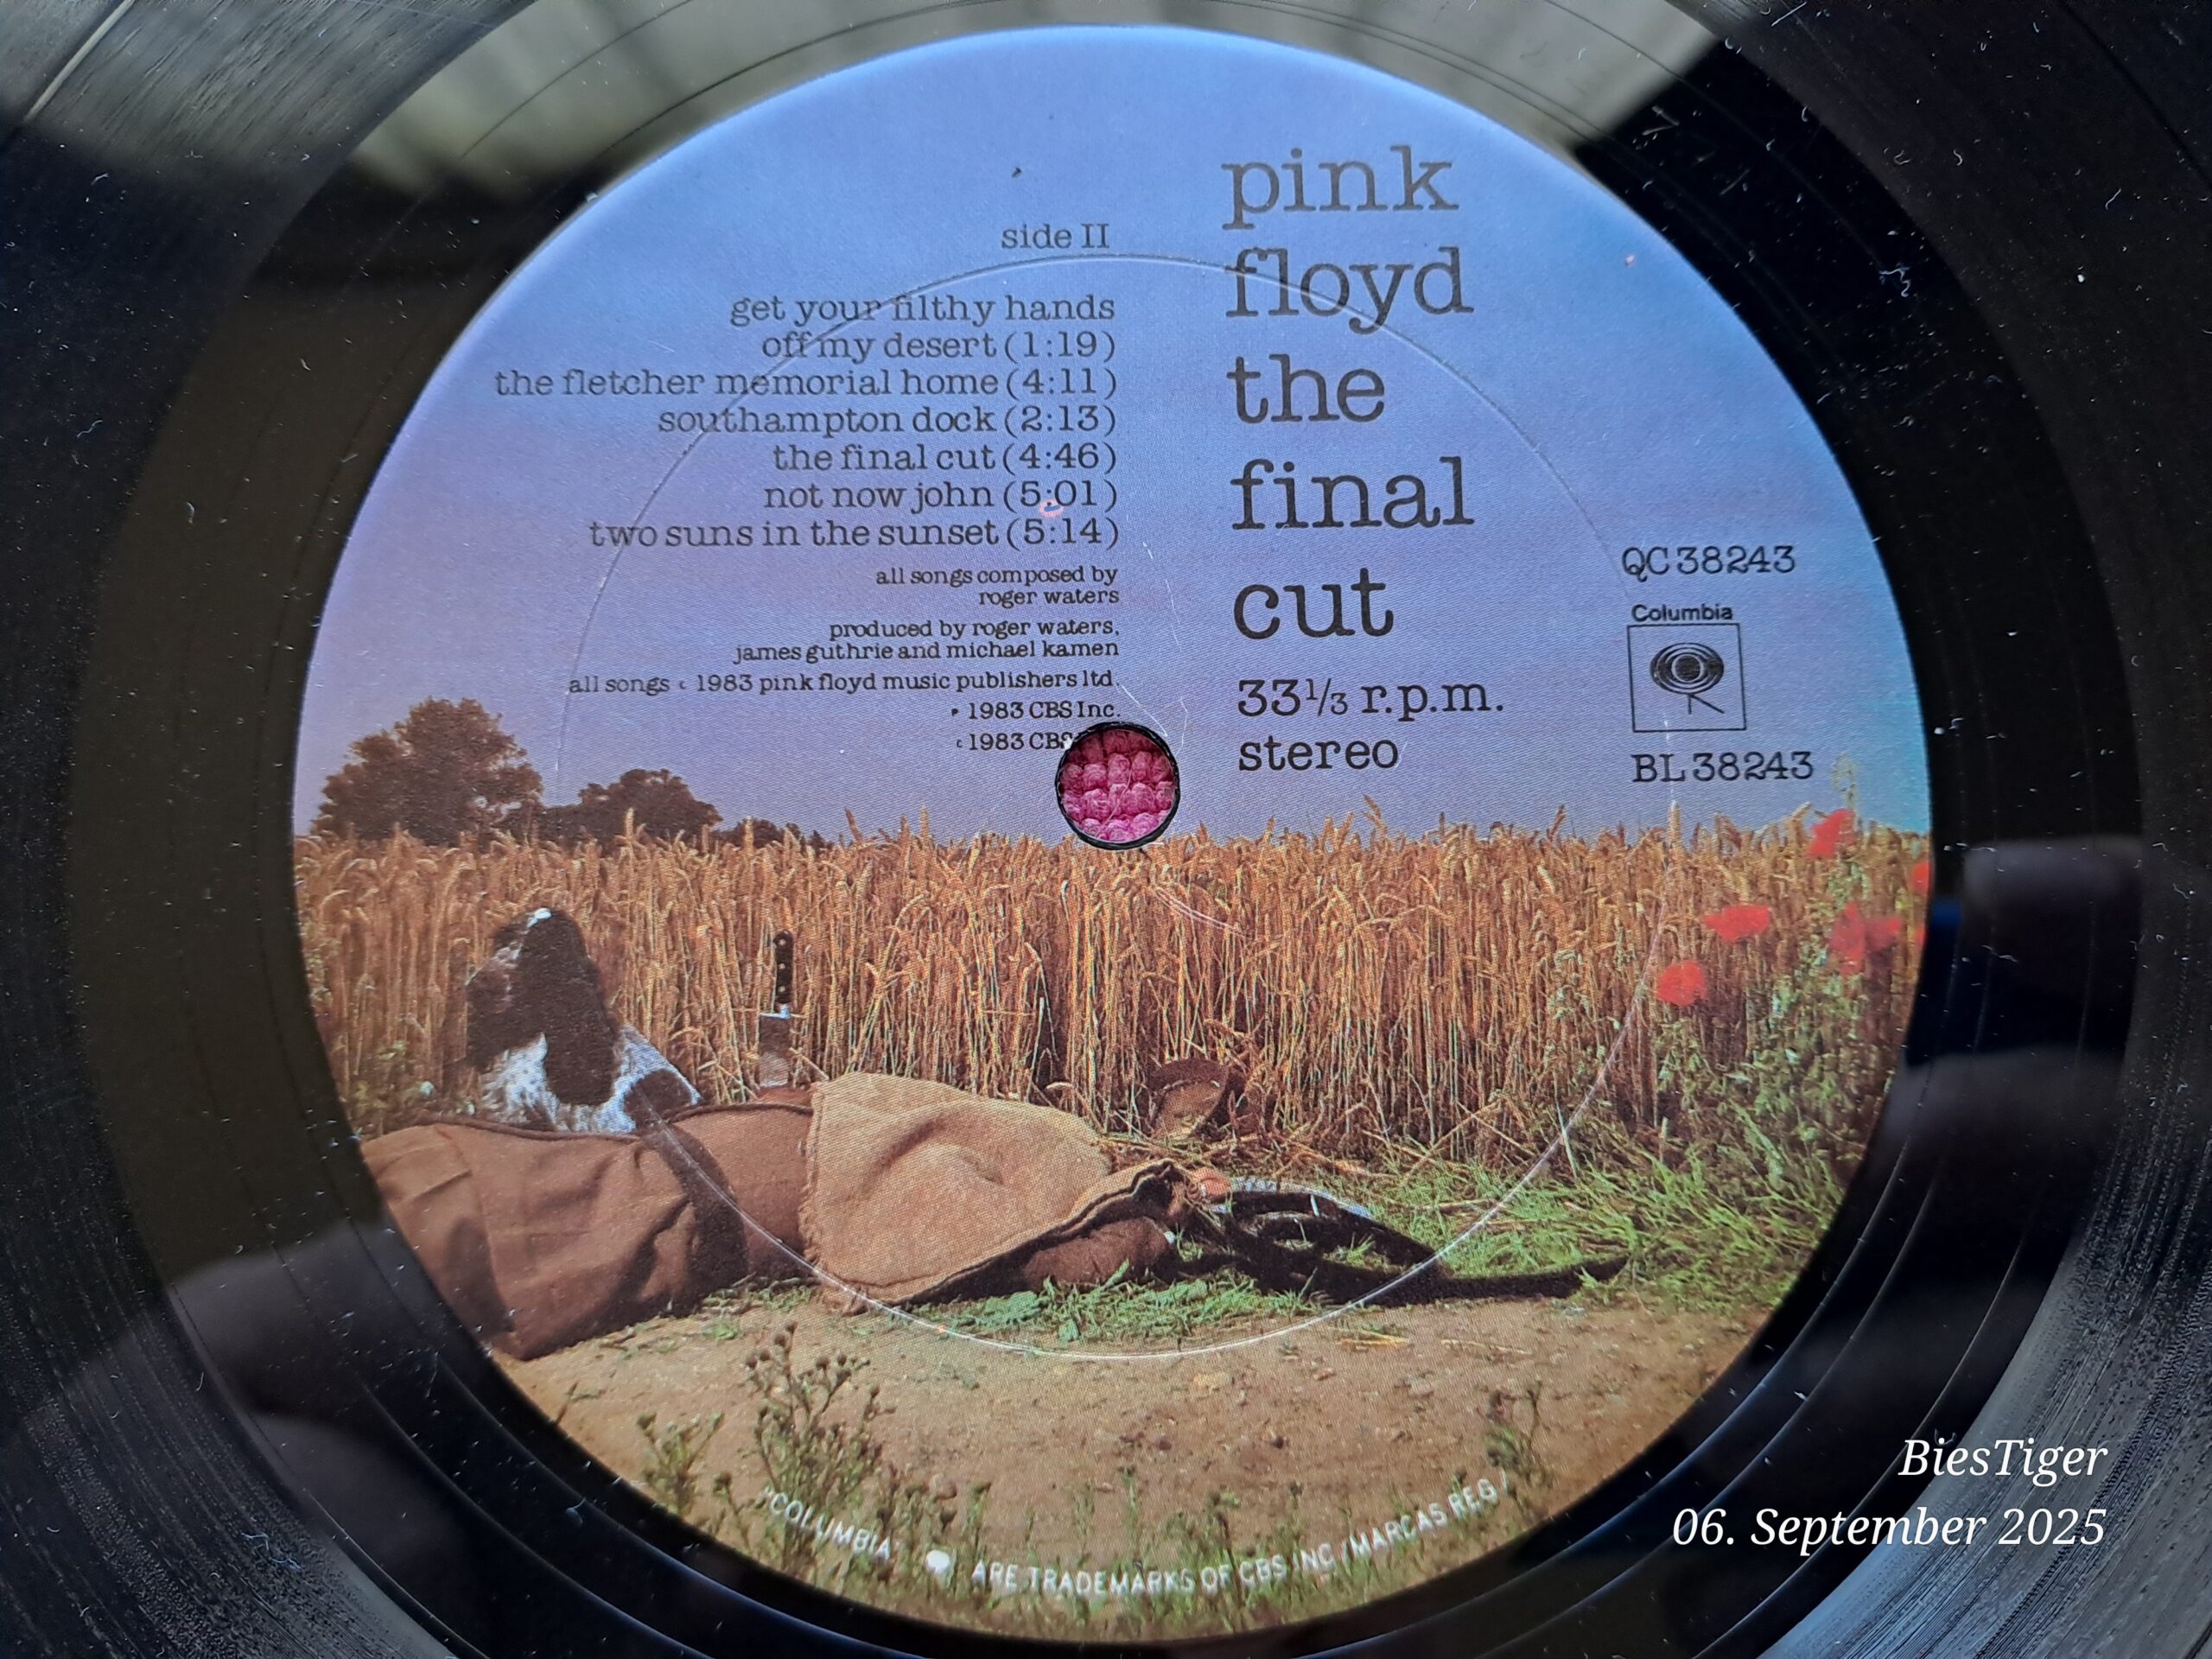 side II
get your filthy hands
off my desert (1:19)
the fletcher memorial home (4:11)
southampton dock (2:13)
the final cut (4:46)
not now john (5:01)
two suns in the sunset (5:14)
all songs composed by
roger waters
produced by roger waters,
james guthrie and michael kamen
all songs c 1983 pink floyd music publishers ltd.
P 1983 CBS Inc.
c 1983 CBS
pink
floyd
the
final
cut
33 1/3 r.p.m.
stereo
QC 38243
Columbia
BL 38243
"COLUMBIA" ARE TRADEMARKS OF CBS INC./MARCAS REG./
BiesTiger
06. September 2025